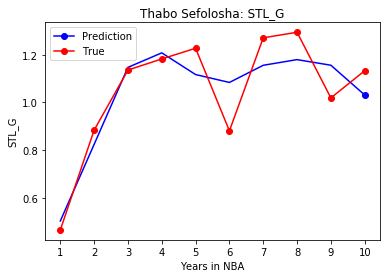 Thabo Sefolosha: STL_G
Prediction
True
STL_G
1.2
1.0
0.8
0.6
1 2 3 4 5 6 7 8 9 10
Years in NBA